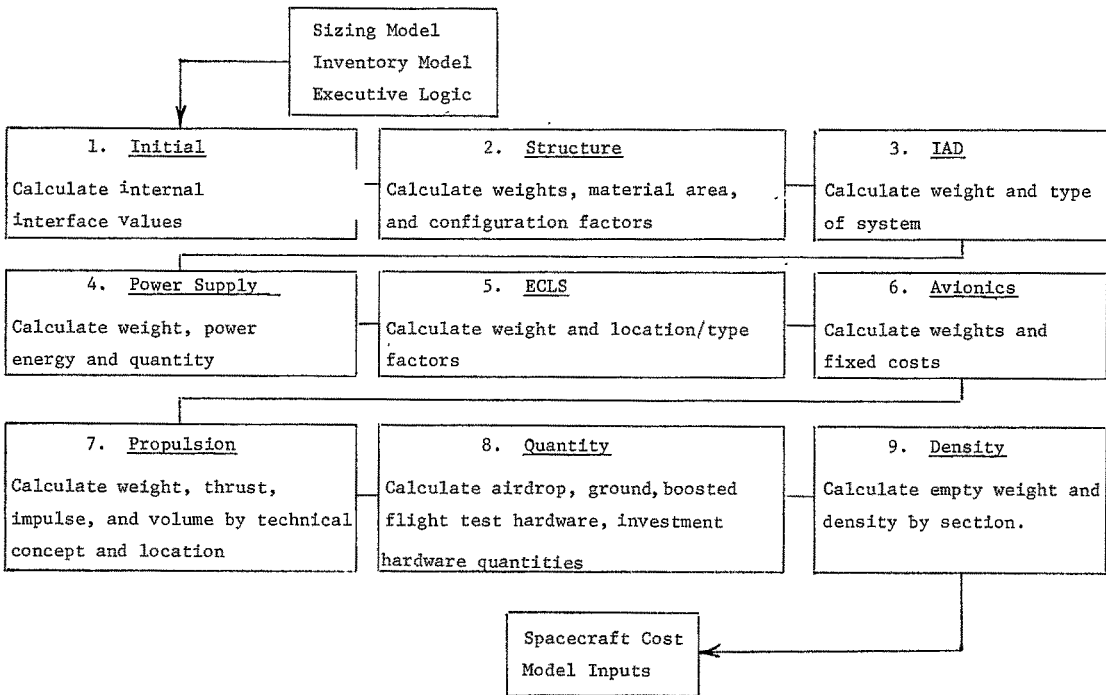 Sizing Model
Inventory Model
Executive Logic
1. Initial
Calculate internal
interface values
2. Structure
Calculate weights, material area,
and configuration factors
3. IAD
Calculate weight and type
of system
4. Power Supply
Calculate weight, power
energy and quantity
5. ECLS
Calculate weight and location/type
factors
6. Avionics
Calculate weights and
fixed costs
7. Propulsion
Calculate weight, thrust,
impulse, and volume by technical
concept and location
8. Quantity
Calculate airdrop, ground, boosted
flight test hardware, investment
hardware quantities
9. Density
Calculate empty weight and
density by section.
Spacecraft Cost
Model Inputs